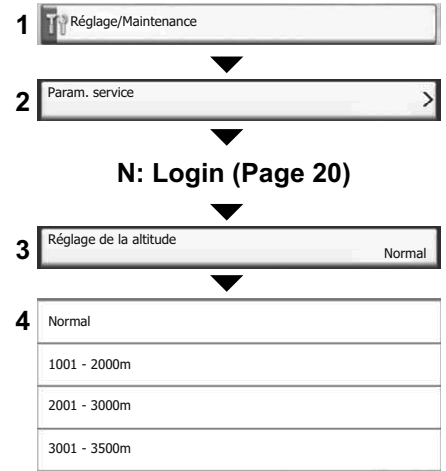 1 Réglage/Maintenance
2 Param. service
N: Login (Page 20)
3 Réglage de la altitude
Normal
4 Normal
1001 - 2000m
2001 - 3000m
3001 - 3500m